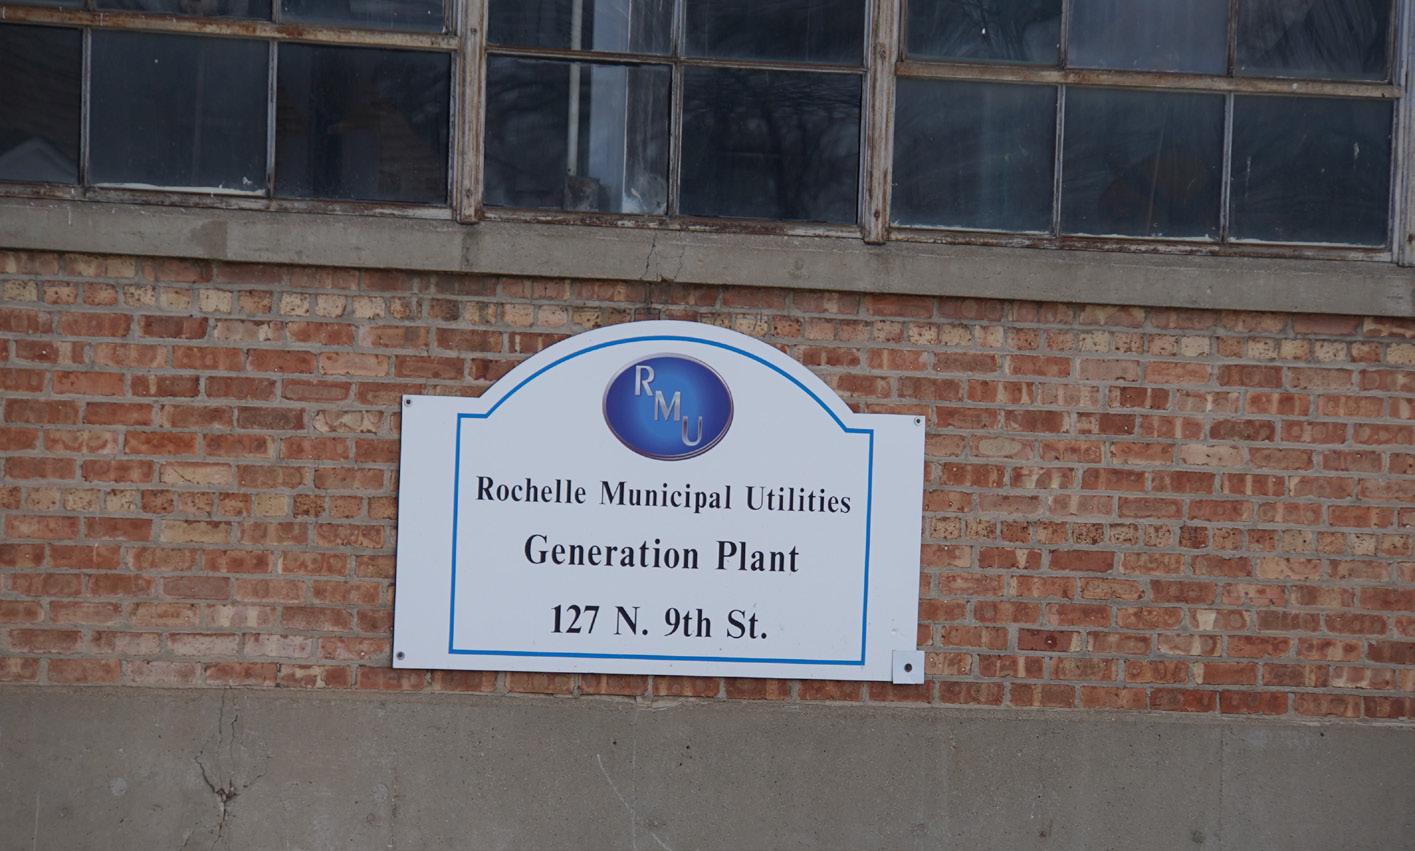 RMU
Rochelle Municipal Utilities
Generation Plant
127 N. 9th St.